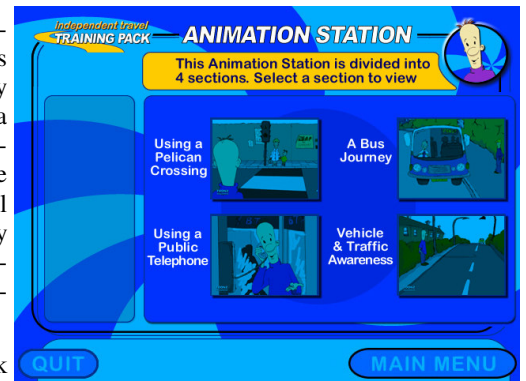 independent travel
TRAINING PACK
ANIMATION STATION
This Animation Station is divided into
4 sections. Select a section to view
Using a
Pelican
Crossing
A Bus
Journey
Using a
Public
Telephone
Vehicle
& Traffic
Awareness
QUIT
MAIN MENU